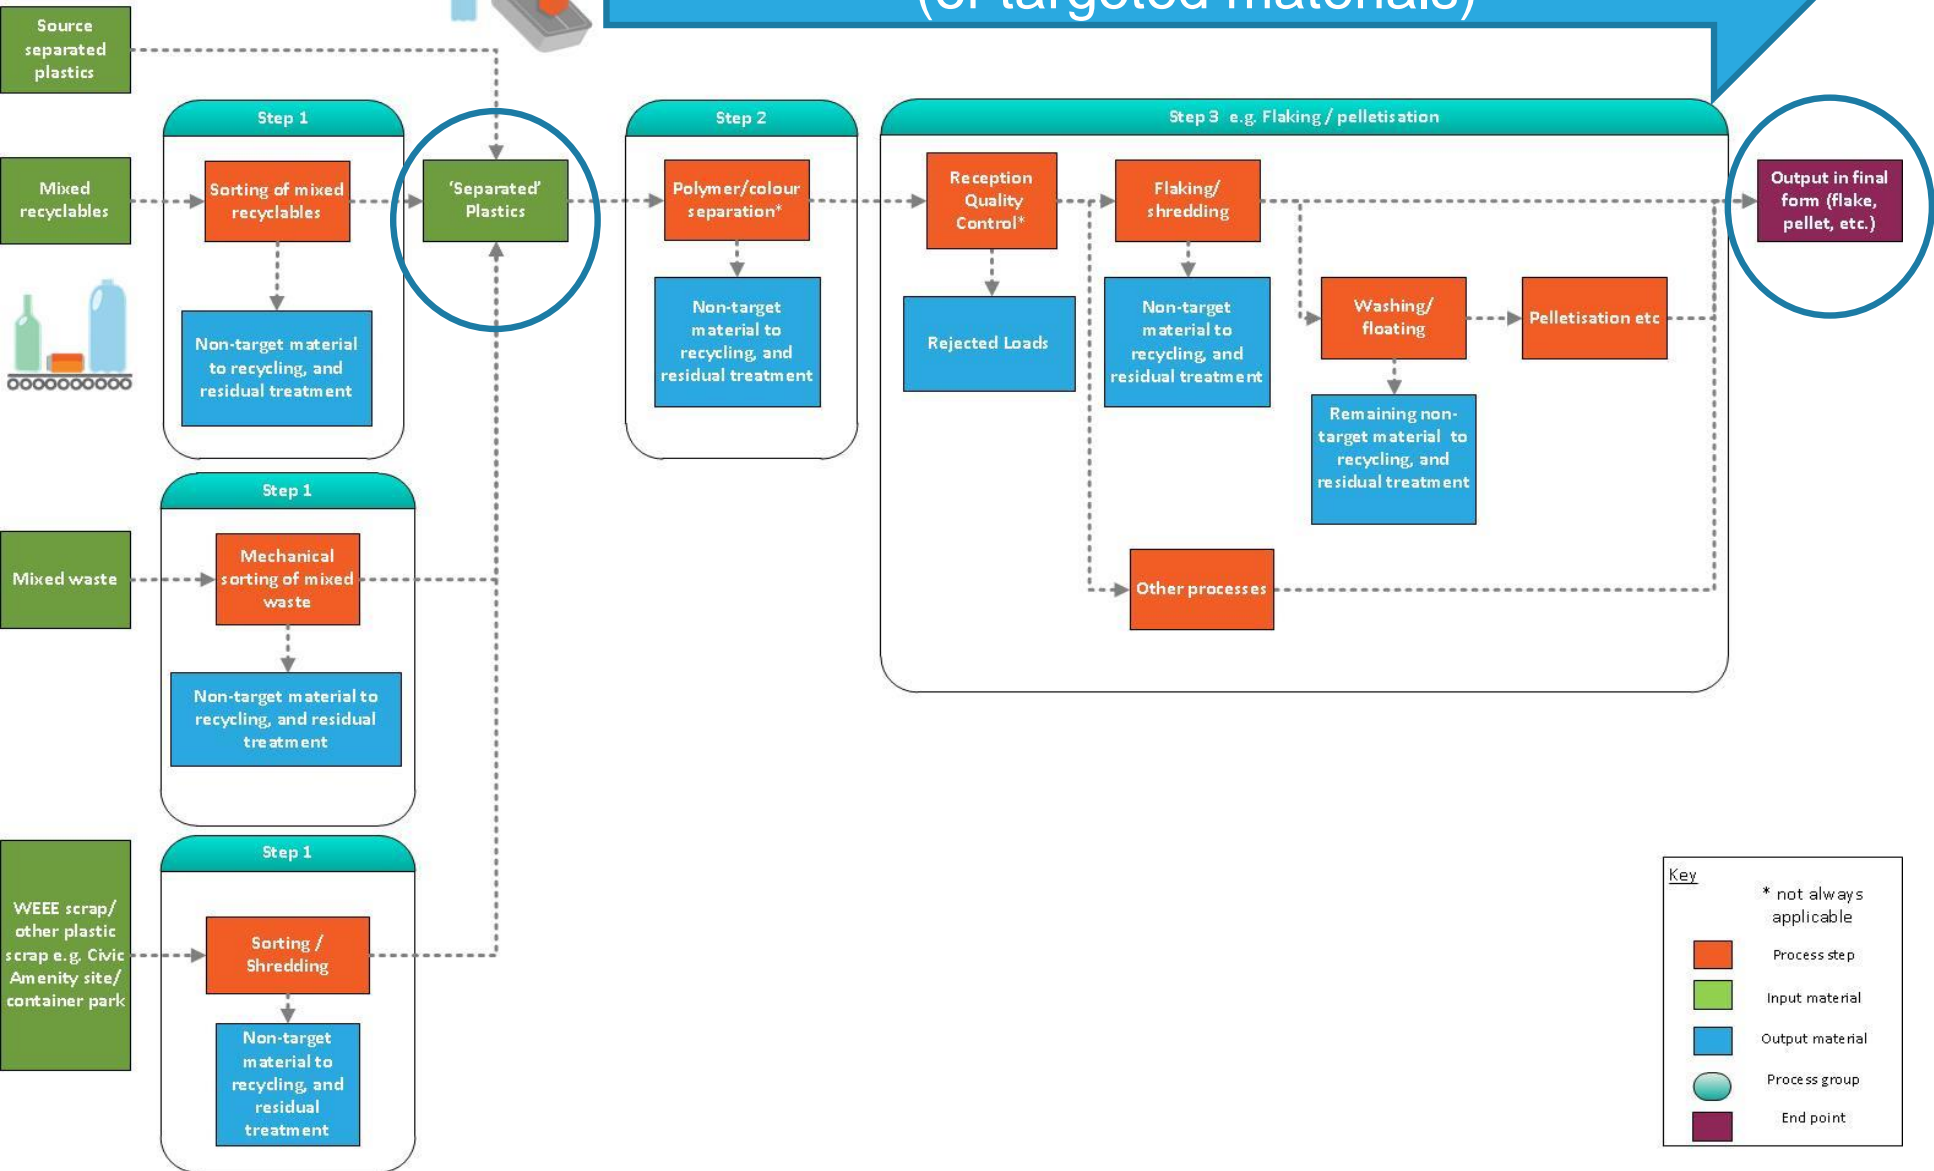 (of targeted materials)
Source
separated
plastics
Step 1
Step 2
Step 3 e.g. Flaking / pelletisation
Mixed
recyclables
Sorting of mixed
recyclables
'Separated'
Plastics
Polymer/colour
separation*
Reception
Quality
Control*
Flaking/
shredding
Output in final
form (flake,
pellet, etc.)
Non-target material
to recycling, and
residual treatment
Non-target
material to
recycling, and
residual treatment
Rejected Loads
Non-target
material to
recycling, and
residual treatment
Washing/
floating
Pelletisation etc
Remaining non-
target material to
recycling, and
residual treatment
Step 1
Mixed waste
Mechanical
sorting of mixed
waste
Other processes
Non-target material to
recycling, and residual
treatment
Step 1
WEEE scrap/
other plastic
scrap e.g. Civic
Amenity site/
container park
Sorting /
Shredding
Non-target
material to
recycling, and
residual
treatment
Key
* not always
applicable
Process step
Input material
Output material
Process group
End point